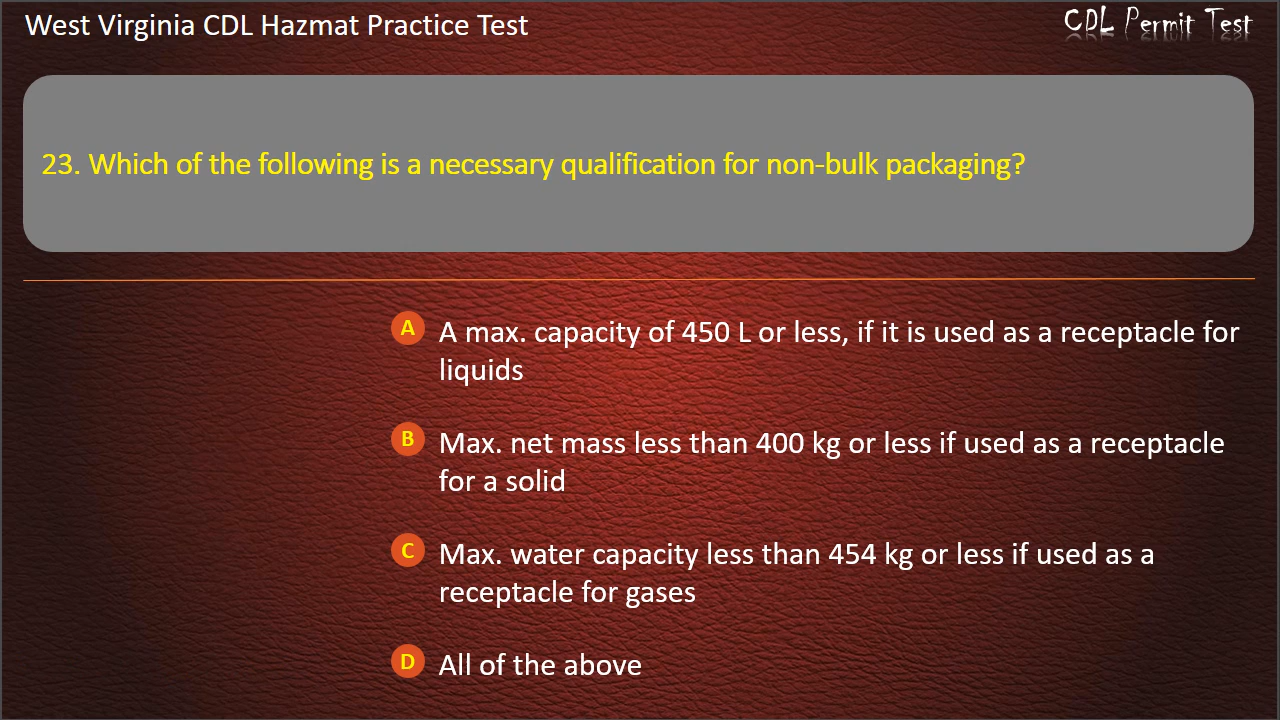 West Virginia CDL Hazmat Practice Test
CDL Permit Test
23. Which of the following is a necessary qualification for non-bulk packaging?
A A max. capacity of 450 L or less, if it is used as a receptacle for
liquids
B Max. net mass less than 400 kg or less if used as a receptacle
for a solid
C Max. water capacity less than 454 kg or less if used as a
receptacle for gases
D All of the above